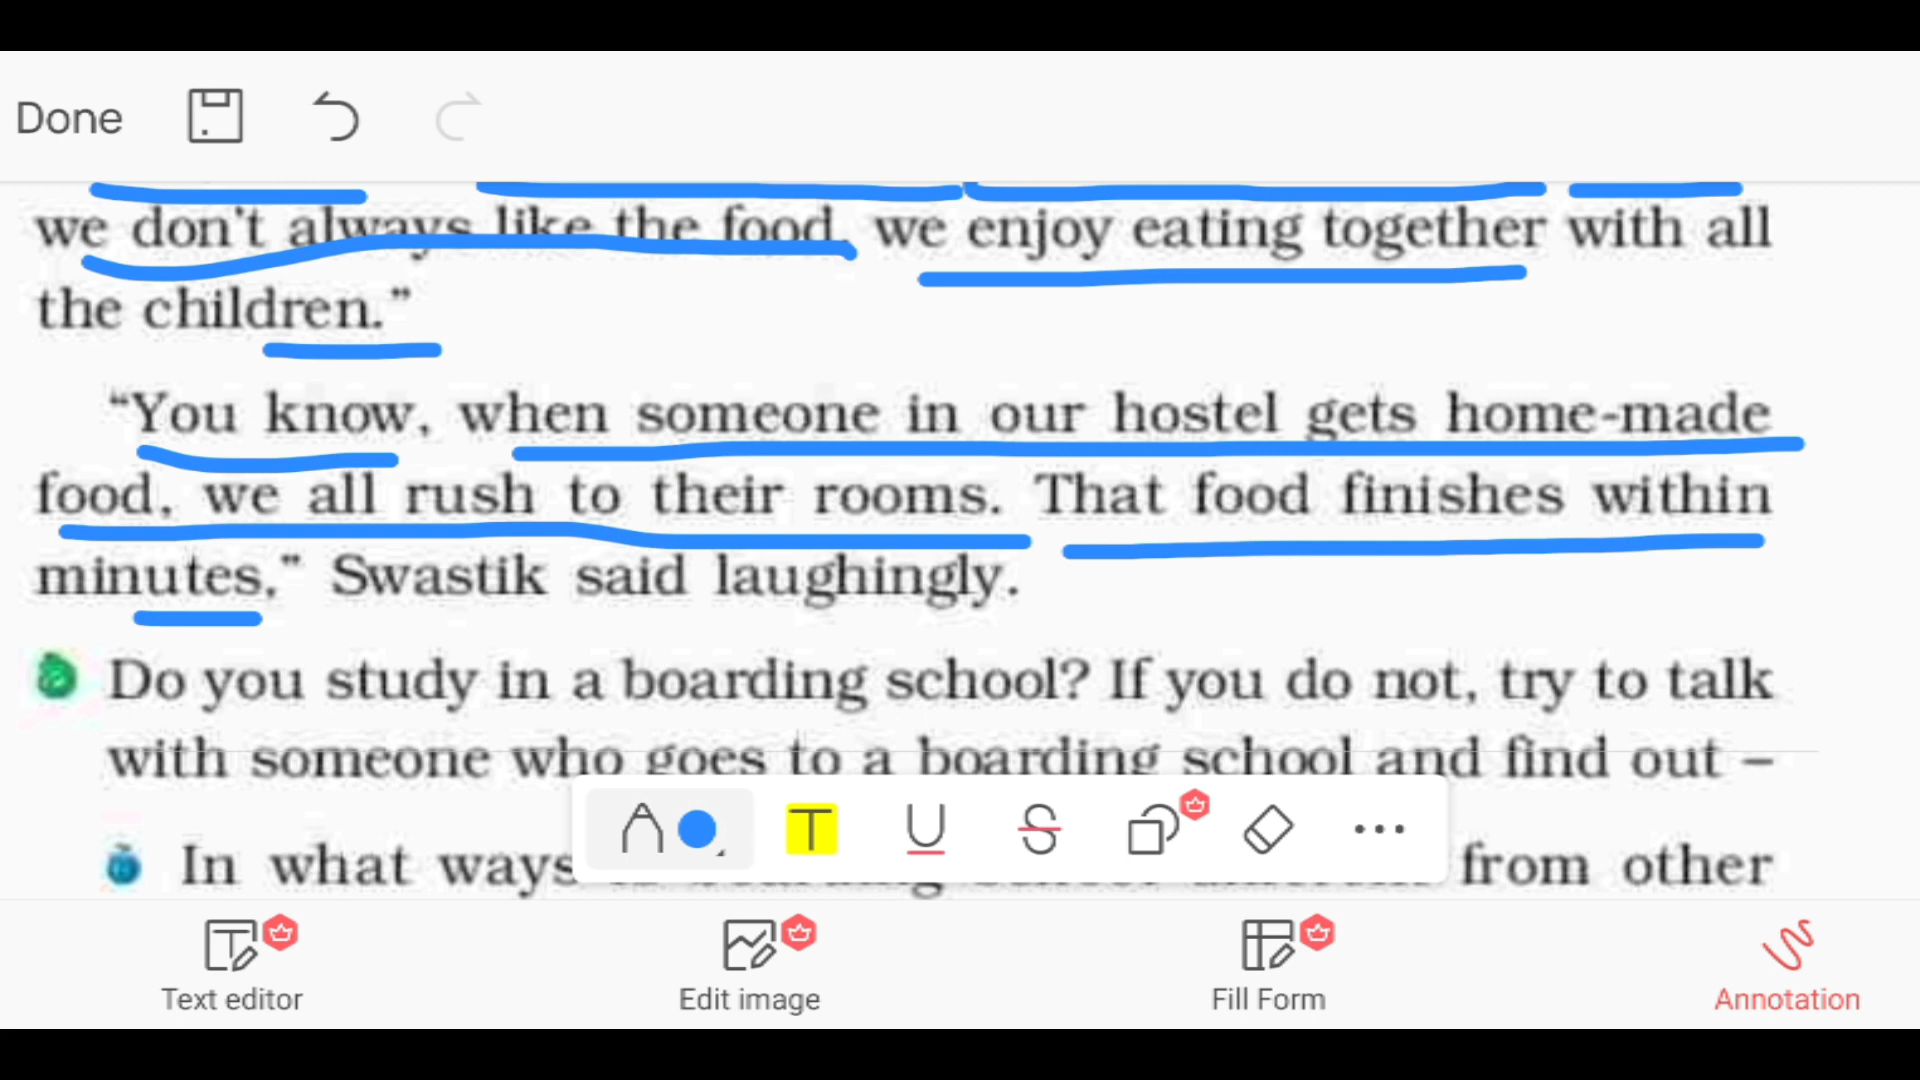 Done
we don't always like the food, we enjoy eating together with all
the children."
"You know, when someone in our hostel gets home-made
food, we all rush to their rooms. That food finishes within
minutes," Swastik said laughingly.
Do you study in a boarding school? If you do not, try to talk
with someone who goes to a boarding school and find out –
In what ways from other
Text editor
Edit image
Fill Form
Annotation